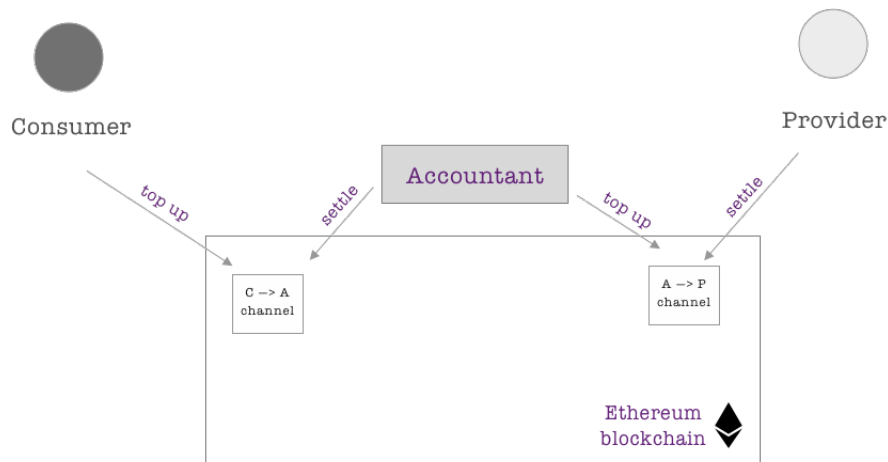 Consumer
Provider
Accountant
top up
settle
top up
settle
C —> A
channel
A —> P
channel
Ethereum
blockchain